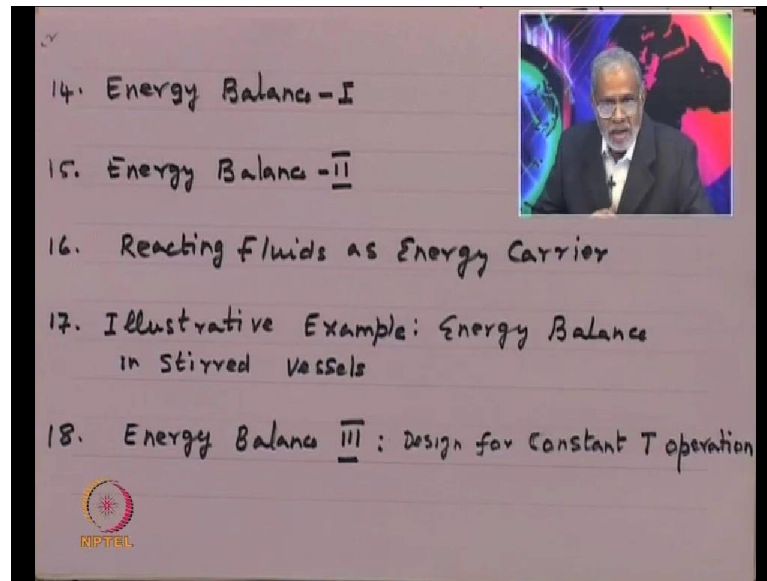 14. Energy Balance - I
15. Energy Balance - II
16. Reacting Fluids as Energy Carrier
17. Illustrative Example: Energy Balance
in Stirred Vessels
18. Energy Balance III : Design for Constant T operation
NPTEL